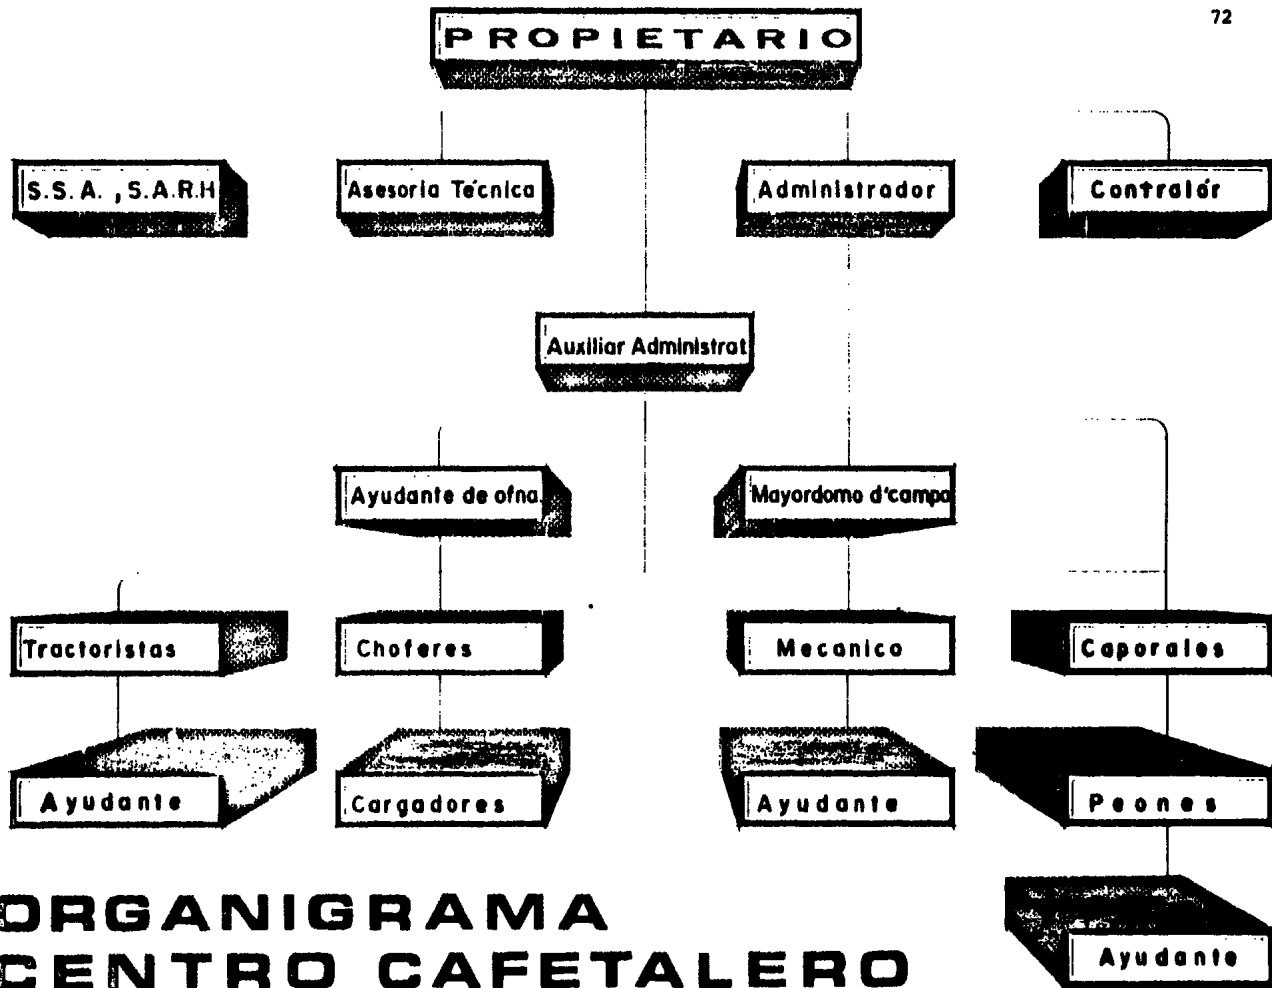 72
PROPIETARIO
S.S.A. , S.A.R.H
Asesoria Técnica
Administrador
Contralór
Auxiliar Administrat
Ayudante de ofna.
Mayordomo d'campo
Tractoristas
Choferes
Mecanico
Caporales
Ayudante
Cargadores
Ayudante
Peones
Ayudante
ORGANIGRAMA
CENTRO CAFETALERO